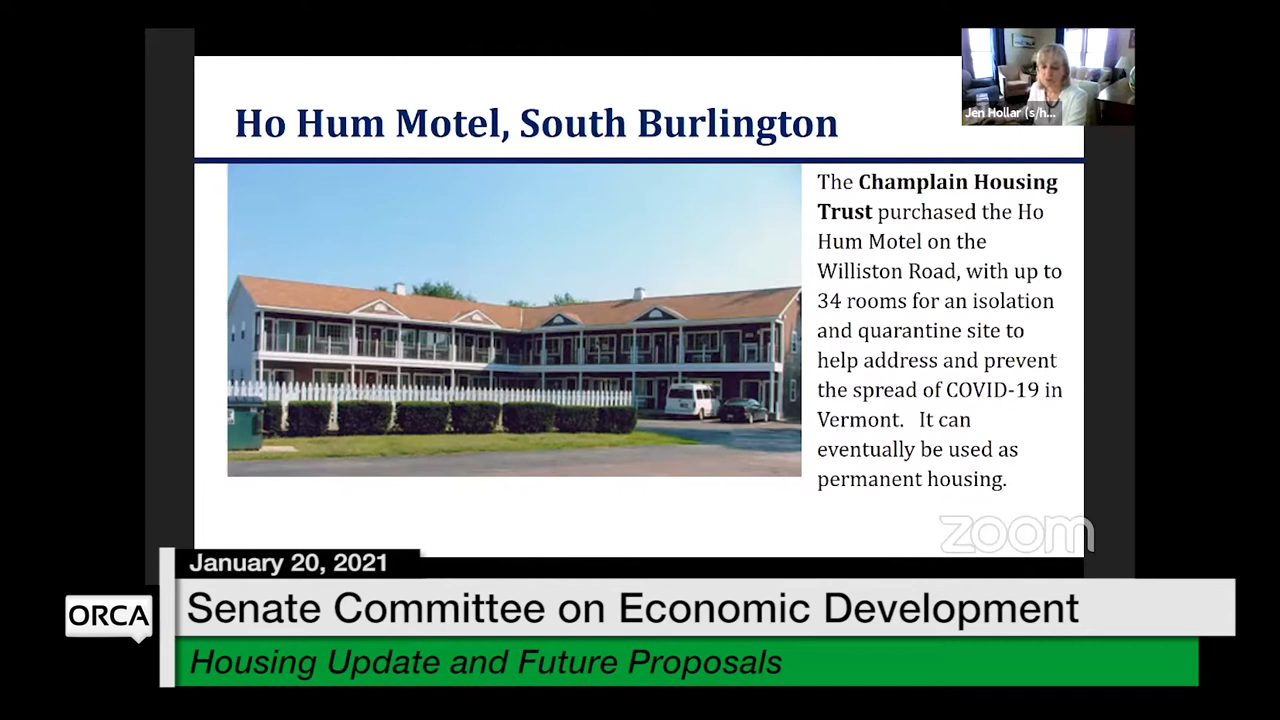 Ho Hum Motel, South Burlington
Jen Hollar (s/h...
The Champlain Housing
Trust purchased the Ho
Hum Motel on the
Williston Road, with up to
34 rooms for an isolation
and quarantine site to
help address and prevent
the spread of COVID-19 in
Vermont. It can
eventually be used as
permanent housing.
zoom
January 20, 2021
ORCA
Senate Committee on Economic Development
Housing Update and Future Proposals